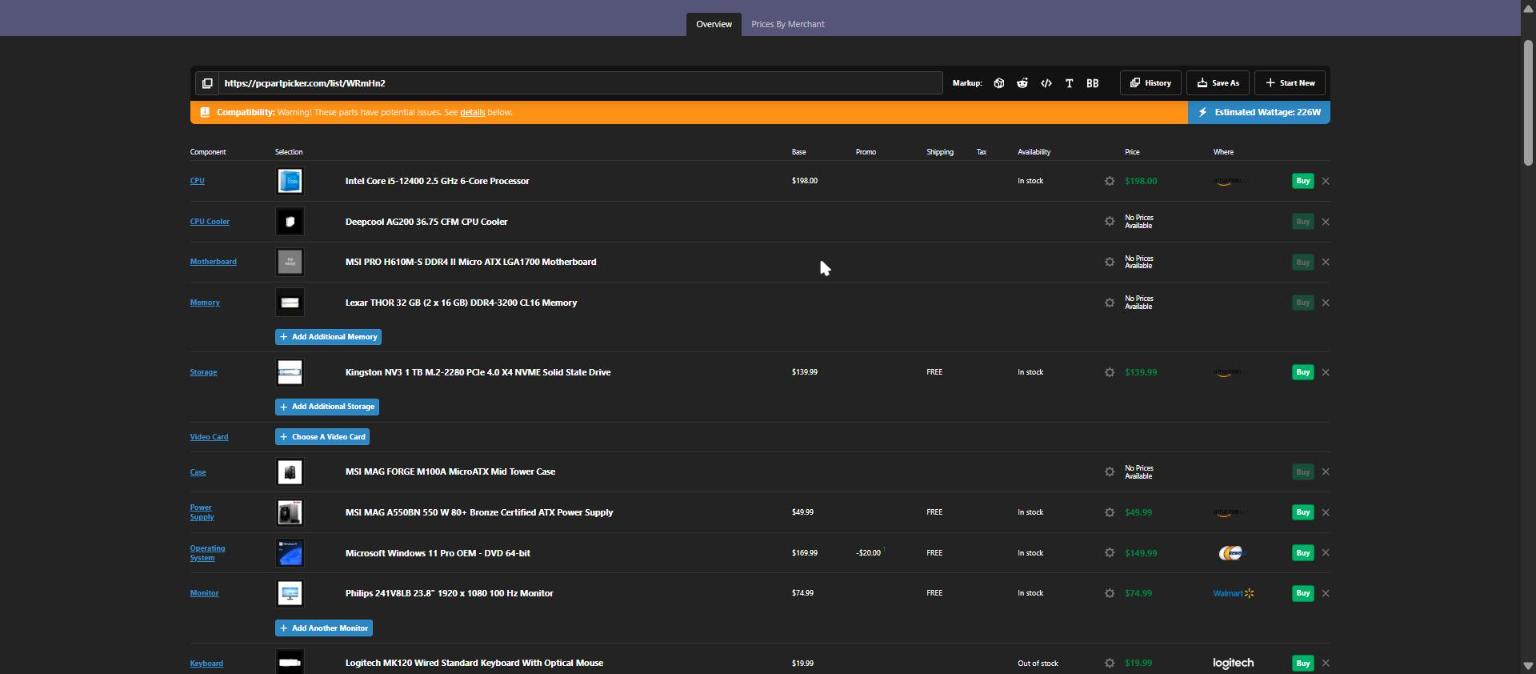 Overview Prices By Merchant
https://pcpartpicker.com/list/WRmHn2 Markup: T BB History Save As + Start New
Compatibility: Warning! These parts have potential issues. See details below. Estimated Wattage: 226W
Component Selection Base Promo Shipping Tax Availability Price Where
CPU Intel Core i5-12400 2.5 GHz 6-Core Processor $198.00 In stock $198.00 Buy
CPU Cooler Deepcool AG200 36.75 CFM CPU Cooler No Prices Available Buy
Motherboard MSI PRO H610M-S DDR4 II Micro ATX LGA1700 Motherboard No Prices Available Buy
Memory Lexar THOR 32 GB (2 x 16 GB) DDR4-3200 CL16 Memory No Prices Available Buy
+ Add Additional Memory
Storage Kingston NV3 1 TB M.2-2280 PCIe 4.0 X4 NVME Solid State Drive $139.99 FREE In stock $139.99 Buy
+ Add Additional Storage
Video Card + Choose A Video Card
Case MSI MAG FORGE M100A MicroATX Mid Tower Case No Prices Available Buy
Power Supply MSI MAG A550BN 550 W 80+ Bronze Certified ATX Power Supply $49.99 FREE In stock $49.99 Buy
Operating System Microsoft Windows 11 Pro OEM - DVD 64-bit $169.99 -$20.00 FREE In stock $149.99 Buy
Monitor Philips 241V8LB 23.8" 1920 x 1080 100 Hz Monitor $74.99 FREE In stock $74.99 Walmart Buy
+ Add Another Monitor
Keyboard Logitech MK120 Wired Standard Keyboard With Optical Mouse $19.99 Out of stock $19.99 logitech Buy